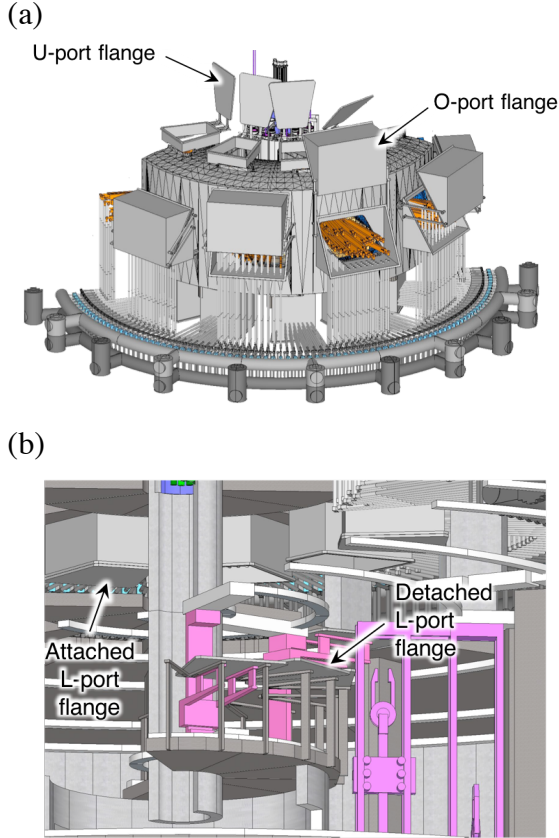 (a)
U-port flange
O-port flange
(b)
Detached
L-port
flange
Attached
L-port
flange